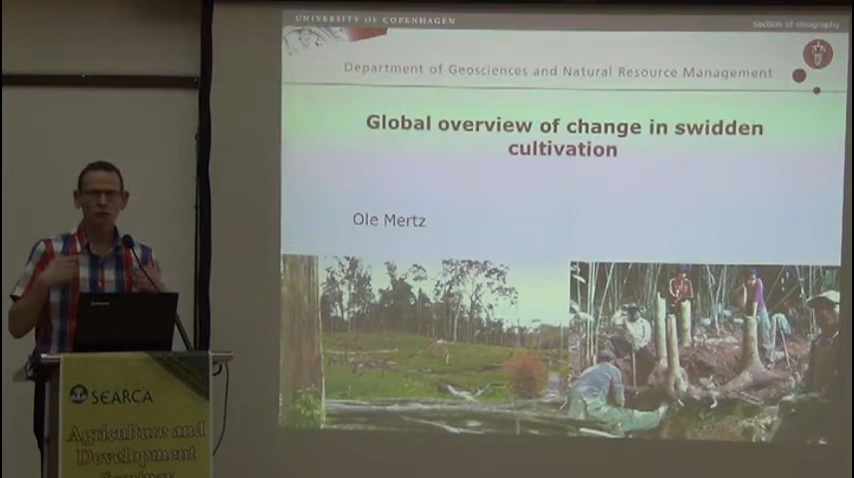 UNIVERSITY OF COPENHAGEN
Section of Geography
Department of Geosciences and Natural Resource Management
Global overview of change in swidden
cultivation
Ole Mertz
SEARCA
Agriculture and
Development
Seminar